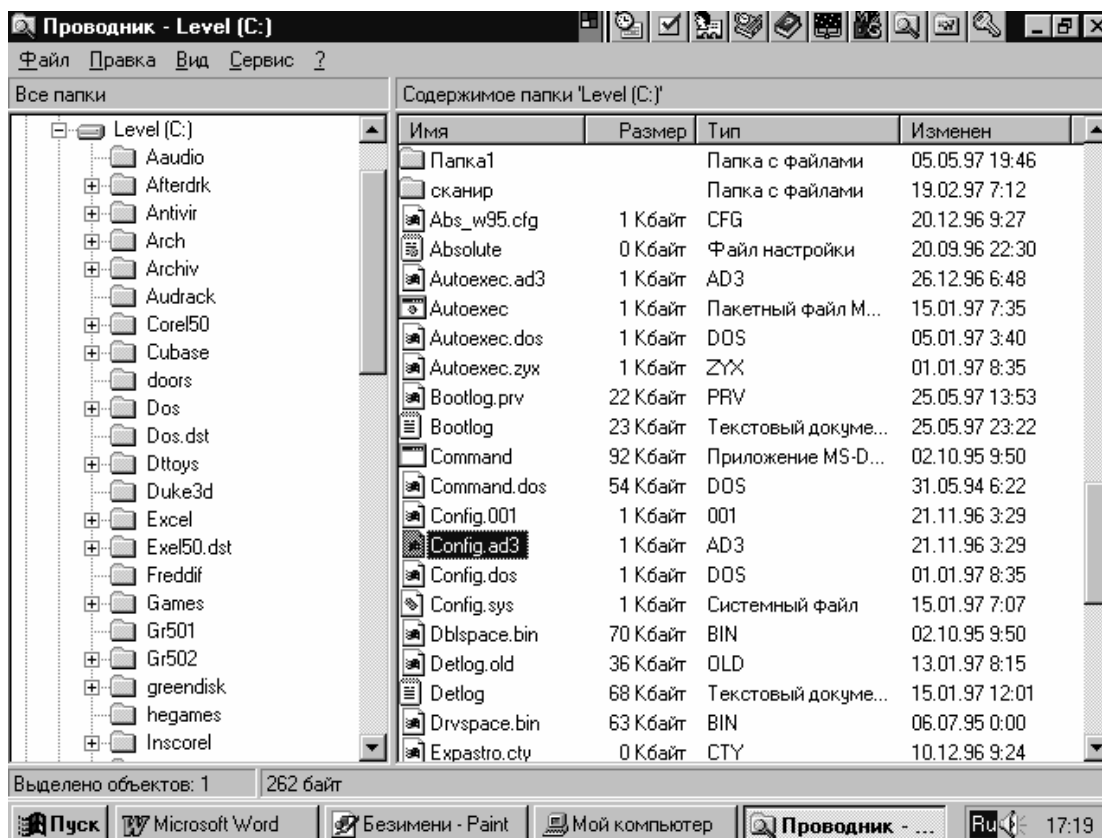 Проводник - Level (C:)
Файл Правка Вид Сервис ?
Все папки
Содержимое папки 'Level (C:)'
Level (C:)
Aaudio
Afterdrk
Antivir
Arch
Archiv
Audrack
Corel50
Cubase
doors
Dos
Dos.dst
Dttoys
Duke3d
Excel
Exel50.dst
Freddif
Games
Gr501
Gr502
greendisk
hegames
Inscorel
Имя Размер Тип Изменен
Папка1 Папка с файлами 05.05.97 19:46
сканир Папка с файлами 19.02.97 7:12
Abs_w95.cfg 1 Кбайт CFG 20.12.96 9:27
Absolute 0 Кбайт Файл настройки 20.09.96 22:30
Autoexec.ad3 1 Кбайт AD3 26.12.96 6:48
Autoexec 1 Кбайт Пакетный файл M... 15.01.97 7:35
Autoexec.dos 1 Кбайт DOS 05.01.97 3:40
Autoexec.zyx 1 Кбайт ZYX 01.01.97 8:35
Bootlog.prv 22 Кбайт PRV 25.05.97 13:53
Bootlog 23 Кбайт Текстовый докуме... 25.05.97 23:22
Command 92 Кбайт Приложение MS-D... 02.10.95 9:50
Command.dos 54 Кбайт DOS 31.05.94 6:22
Config.001 1 Кбайт 001 21.11.96 3:29
Config.ad3 1 Кбайт AD3 21.11.96 3:29
Config.dos 1 Кбайт DOS 01.01.97 8:35
Config.sys 1 Кбайт Системный файл 15.01.97 7:07
Dblspace.bin 70 Кбайт BIN 02.10.95 9:50
Detlog.old 36 Кбайт OLD 13.01.97 8:15
Detlog 68 Кбайт Текстовый докуме... 15.01.97 12:01
Drvspace.bin 63 Кбайт BIN 06.07.95 0:00
Expastro.cty 0 Кбайт CTY 10.12.96 9:24
Выделено объектов: 1 262 байт
Пуск Microsoft Word Безимени - Paint Мой компьютер Проводник - ... Ru 17:19